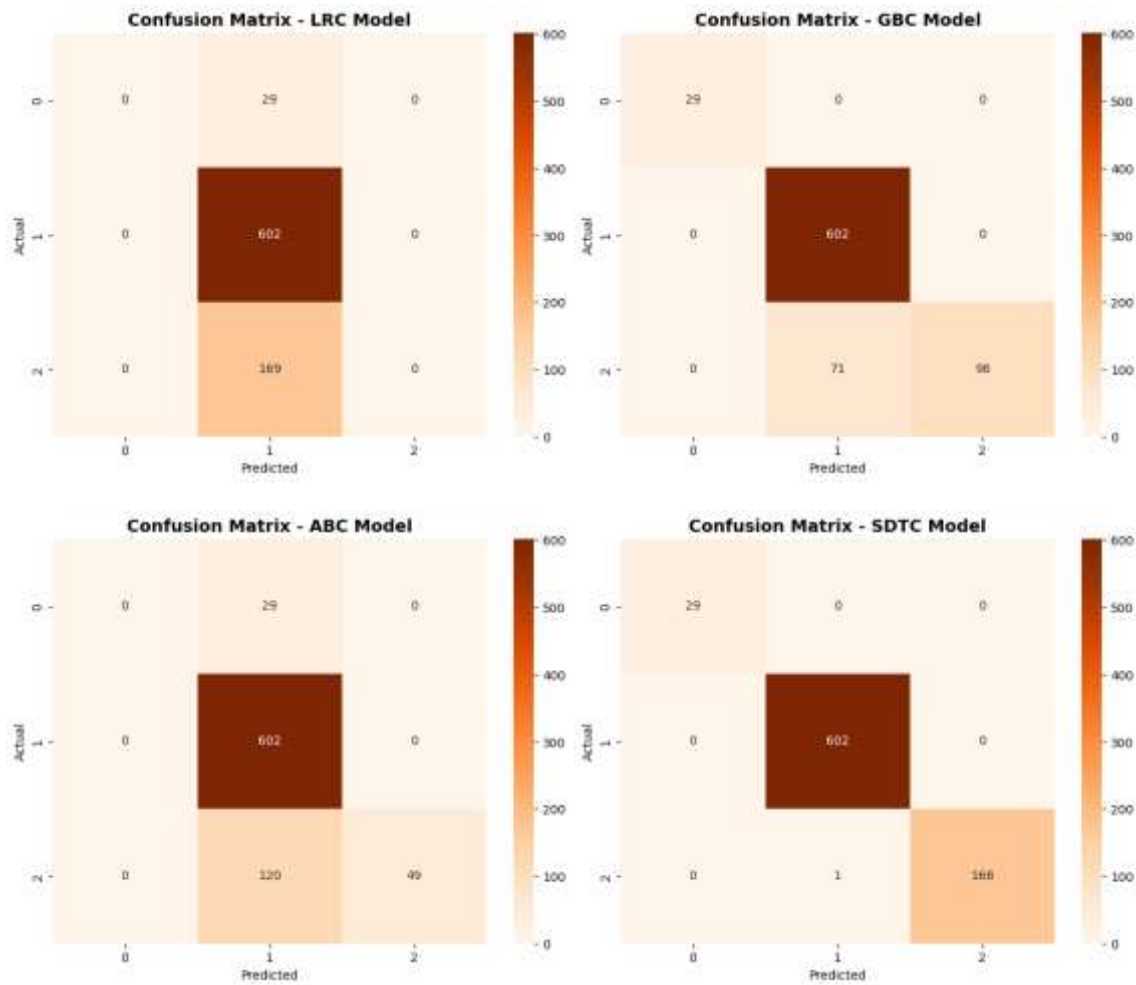 Confusion Matrix - LRC Model
0 29 0
0 602 0
0 169 0
0
1
2
Actual
0 1 2
Predicted
600
500
400
300
200
100
0
Confusion Matrix - GBC Model
29 0 0
0 602 0
0 71 98
0
1
2
Actual
0 1 2
Predicted
600
500
400
300
200
100
0
Confusion Matrix - ABC Model
0 29 0
0 602 0
0 120 49
0
1
2
Actual
0 1 2
Predicted
600
500
400
300
200
100
0
Confusion Matrix - SDTC Model
29 0 0
0 602 0
0 1 168
0
1
2
Actual
0 1 2
Predicted
600
500
400
300
200
100
0